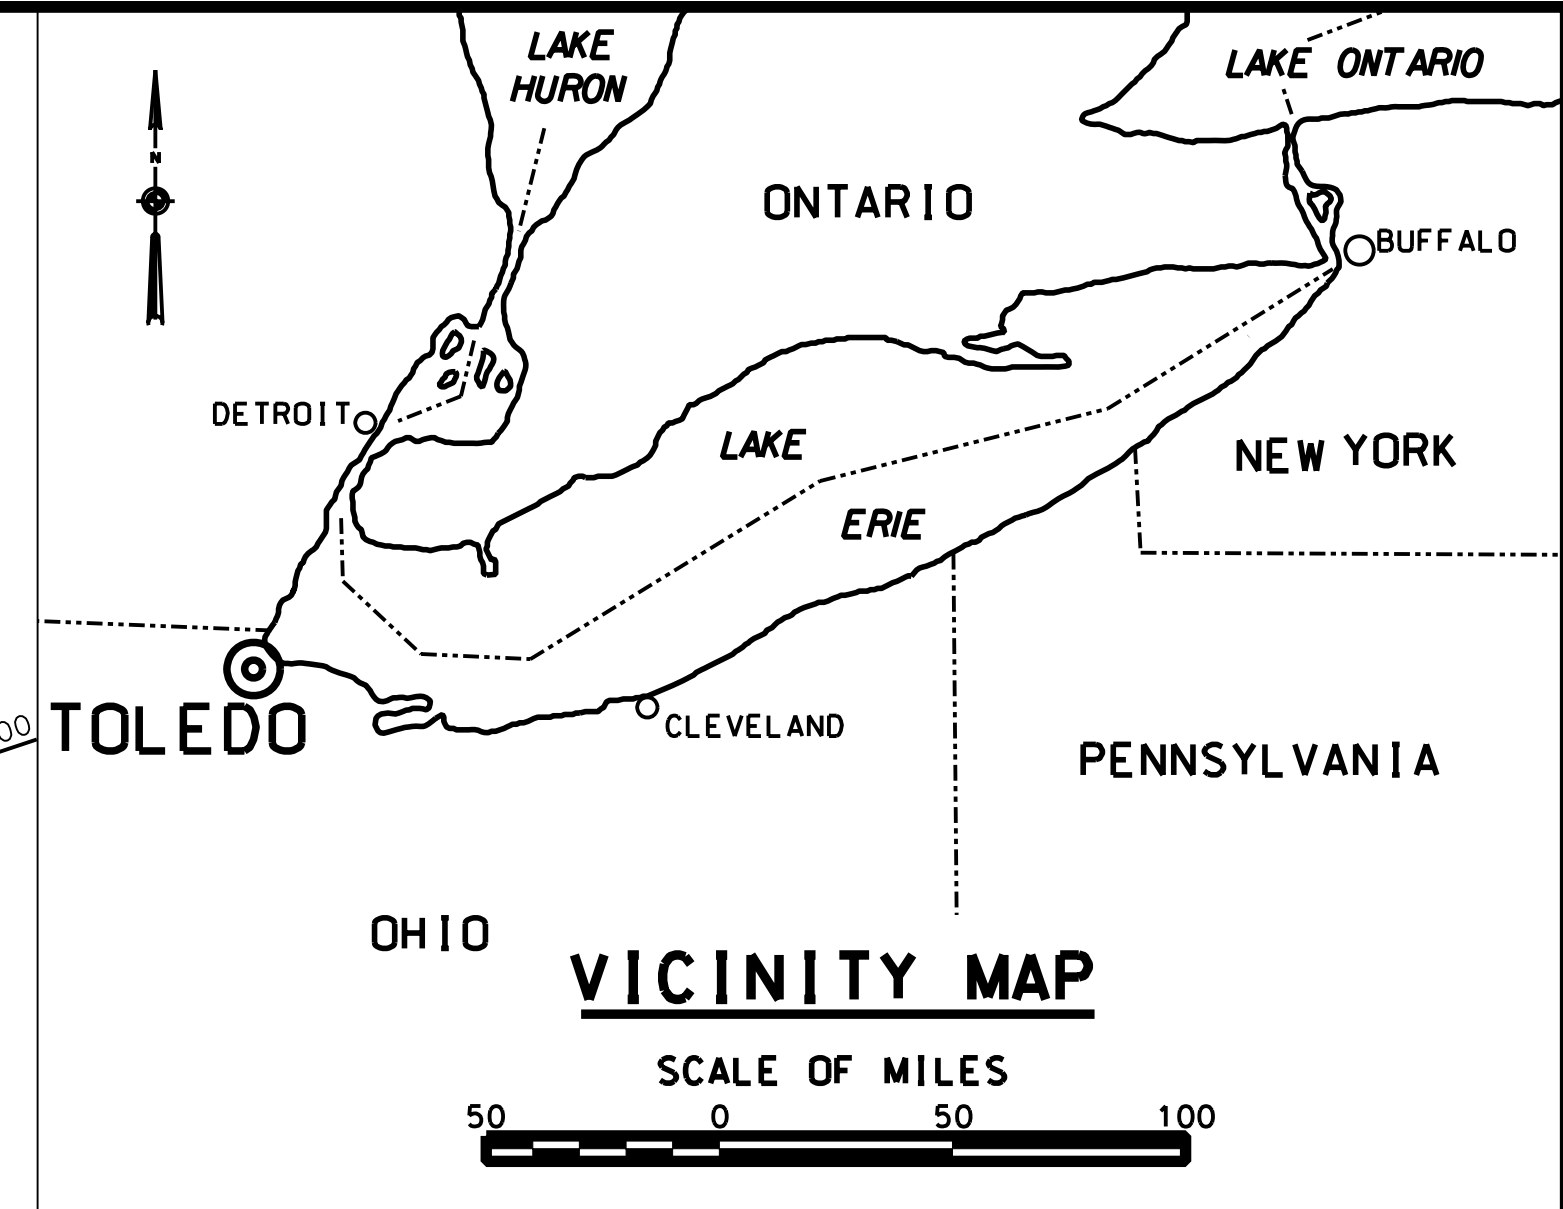 LAKE
HURON
LAKE ONTARIO
N
ONTARIO
BUFFALO
DETROIT
LAKE
NEW YORK
ERIE
00
TOLEDO
CLEVELAND
PENNSYLVANIA
OHIO
VICINITY MAP
SCALE OF MILES
50 0 50 100